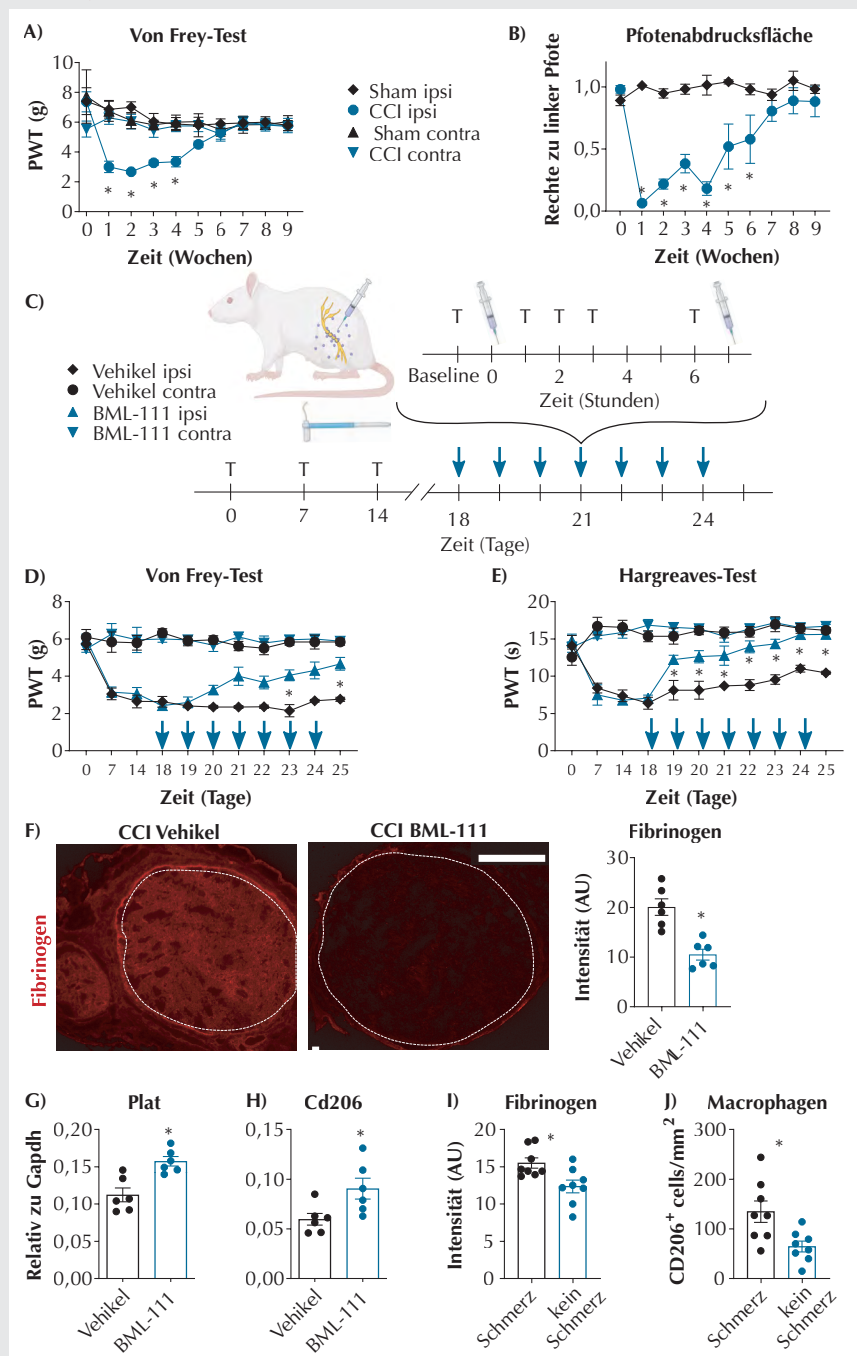 A)
Von Frey-Test
PWT (g)
8
6
4
2
0
* * * *
0 1 2 3 4 5 6 7 8 9
Zeit (Wochen)
Sham ipsi
CCI ipsi
Sham contra
CCI contra
B)
Pfotenabdrucksfläche
Rechte zu linker Pfote
1,0
0,0
* * * * * *
0 1 2 3 4 5 6 7 8 9
Zeit (Wochen)
C)
Vehikel ipsi
Vehikel contra
BML-111 ipsi
BML-111 contra
T T T T T
Baseline 0 2 4 6
Zeit (Stunden)
T T T
0 7 14 18 21 24
Zeit (Tage)
D)
Von Frey-Test
PWT (g)
8
6
4
2
0
* *
0 7 14 18 19 20 21 22 23 24 25
Zeit (Tage)
E)
Hargreaves-Test
PWT (s)
20
15
10
5
0
* * * * * * *
0 7 14 18 19 20 21 22 23 24 25
Zeit (Tage)
F)
CCI Vehikel
CCI BML-111
Fibrinogen
Fibrinogen
Intensität (AU)
30
20
10
0
*
Vehikel
BML-111
G)
Plat
Relativ zu Gapdh
0,20
0,15
0,10
0,05
0,00
*
Vehikel
BML-111
H)
Cd206
0,15
0,10
0,05
0,00
*
Vehikel
BML-111
I)
Fibrinogen
Intensität (AU)
20
15
10
5
0
*
Schmerz
kein
Schmerz
J)
Macrophagen
CD206⁺ cells/mm²
300
200
100
0
*
Schmerz
kein
Schmerz